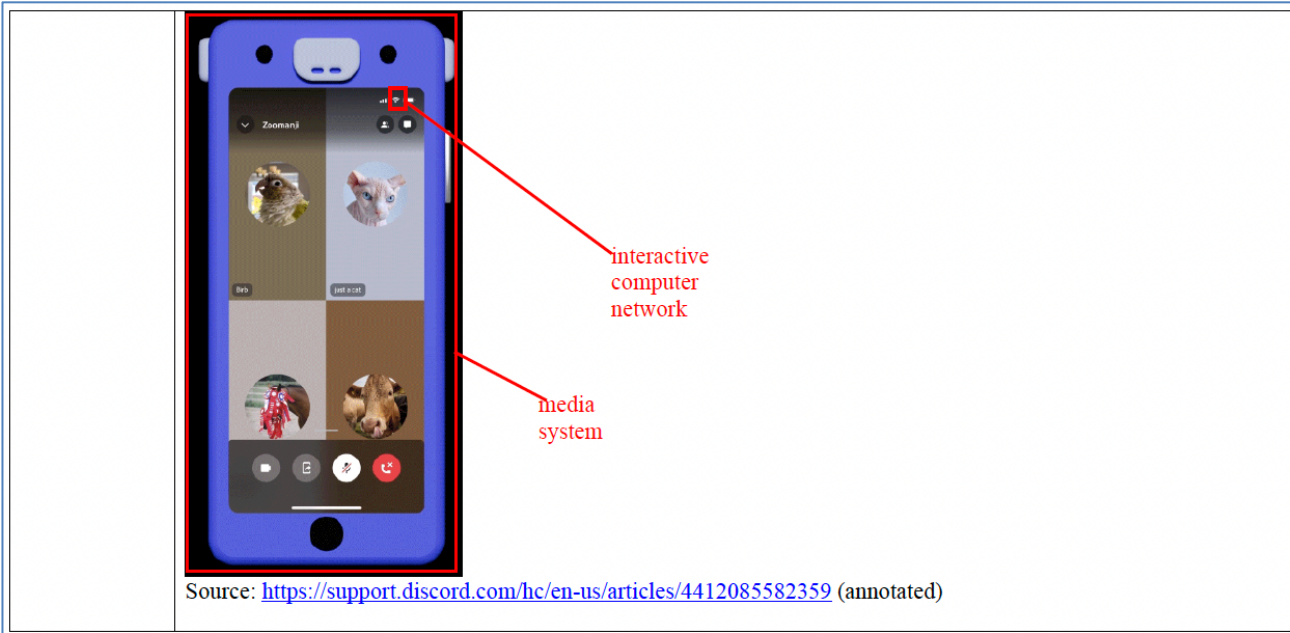 Zoomanji
Birb
just a cat
interactive
computer
network
media
system
Source: https://support.discord.com/hc/en-us/articles/4412085582359 (annotated)